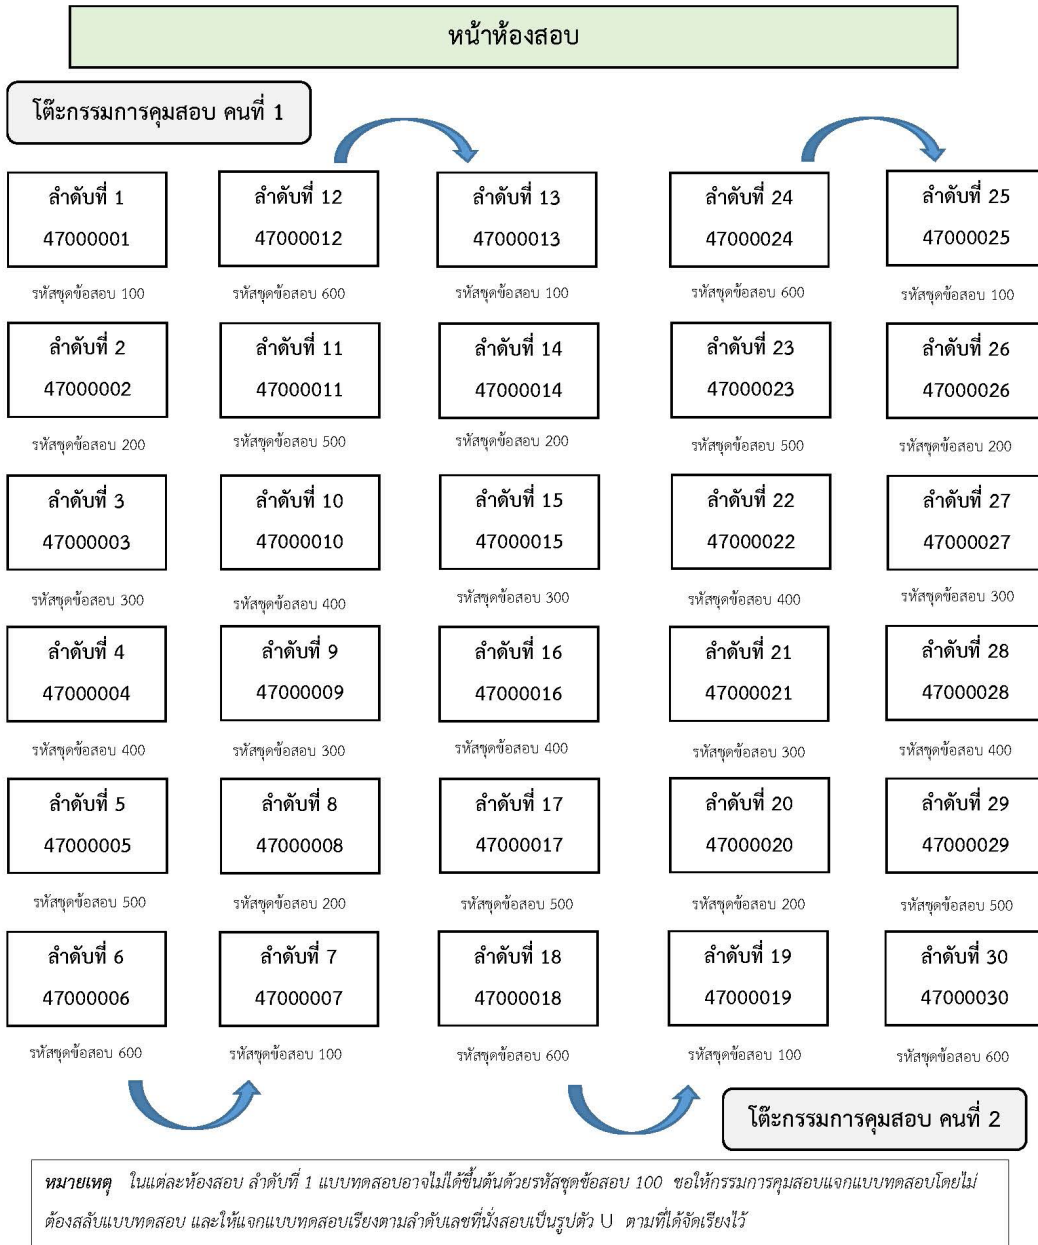 หน้าห้องสอบ
โต๊ะกรรมการคุมสอบ คนที่ 1
ลำดับที่ 1
47000001
รหัสชุดข้อสอบ 100
ลำดับที่ 12
47000012
รหัสชุดข้อสอบ 600
ลำดับที่ 13
47000013
รหัสชุดข้อสอบ 100
ลำดับที่ 24
47000024
รหัสชุดข้อสอบ 600
ลำดับที่ 25
47000025
รหัสชุดข้อสอบ 100
ลำดับที่ 2
47000002
รหัสชุดข้อสอบ 200
ลำดับที่ 11
47000011
รหัสชุดข้อสอบ 500
ลำดับที่ 14
47000014
รหัสชุดข้อสอบ 200
ลำดับที่ 23
47000023
รหัสชุดข้อสอบ 500
ลำดับที่ 26
47000026
รหัสชุดข้อสอบ 200
ลำดับที่ 3
47000003
รหัสชุดข้อสอบ 300
ลำดับที่ 10
47000010
รหัสชุดข้อสอบ 400
ลำดับที่ 15
47000015
รหัสชุดข้อสอบ 300
ลำดับที่ 22
47000022
รหัสชุดข้อสอบ 400
ลำดับที่ 27
47000027
รหัสชุดข้อสอบ 300
ลำดับที่ 4
47000004
รหัสชุดข้อสอบ 400
ลำดับที่ 9
47000009
รหัสชุดข้อสอบ 300
ลำดับที่ 16
47000016
รหัสชุดข้อสอบ 400
ลำดับที่ 21
47000021
รหัสชุดข้อสอบ 300
ลำดับที่ 28
47000028
รหัสชุดข้อสอบ 400
ลำดับที่ 5
47000005
รหัสชุดข้อสอบ 500
ลำดับที่ 8
47000008
รหัสชุดข้อสอบ 200
ลำดับที่ 17
47000017
รหัสชุดข้อสอบ 500
ลำดับที่ 20
47000020
รหัสชุดข้อสอบ 200
ลำดับที่ 29
47000029
รหัสชุดข้อสอบ 500
ลำดับที่ 6
47000006
รหัสชุดข้อสอบ 600
ลำดับที่ 7
47000007
รหัสชุดข้อสอบ 100
ลำดับที่ 18
47000018
รหัสชุดข้อสอบ 600
ลำดับที่ 19
47000019
รหัสชุดข้อสอบ 100
ลำดับที่ 30
47000030
รหัสชุดข้อสอบ 600
โต๊ะกรรมการคุมสอบ คนที่ 2
หมายเหตุ ในแต่ละห้องสอบ ลำดับที่ 1 แบบทดสอบอาจไม่ได้ขึ้นต้นด้วยรหัสชุดข้อสอบ 100 ขอให้กรรมการคุมสอบแจกแบบทดสอบโดยไม่
ต้องสลับแบบทดสอบ และให้แจกแบบทดสอบเรียงตามลำดับเลขที่นั่งสอบเป็นรูปตัว U ตามที่ได้จัดเรียงไว้